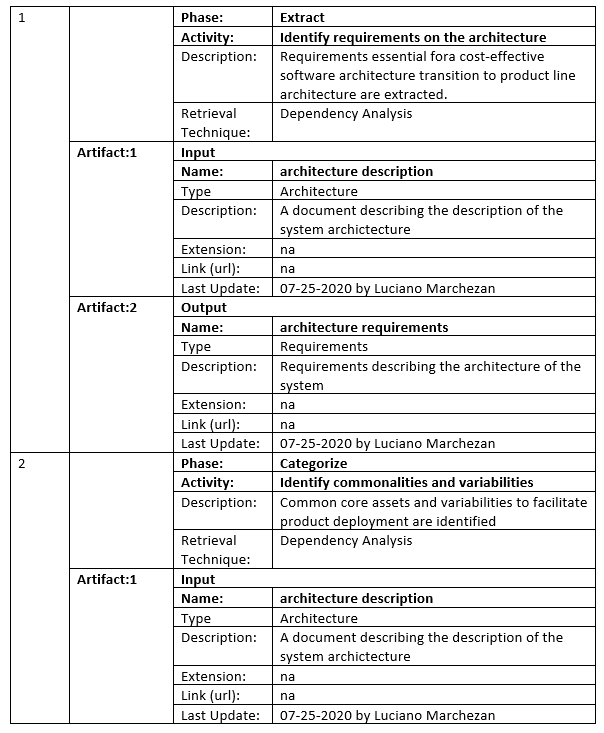 1 Phase: Extract
Activity: Identify requirements on the architecture
Description: Requirements essential fora cost-effective
software architecture transition to product line
architecture are extracted.
Retrieval Dependency Analysis
Technique:
Artifact:1 Input
Name: architecture description
Type Architecture
Description: A document describing the description of the
system archictecture
Extension: na
Link (url): na
Last Update: 07-25-2020 by Luciano Marchezan
Artifact:2 Output
Name: architecture requirements
Type Requirements
Description: Requirements describing the architecture of the
system
Extension: na
Link (url): na
Last Update: 07-25-2020 by Luciano Marchezan
2 Phase: Categorize
Activity: Identify commonalities and variabilities
Description: Common core assets and variabilities to facilitate
product deployment are identified
Retrieval Dependency Analysis
Technique:
Artifact:1 Input
Name: architecture description
Type Architecture
Description: A document describing the description of the
system archictecture
Extension: na
Link (url): na
Last Update: 07-25-2020 by Luciano Marchezan